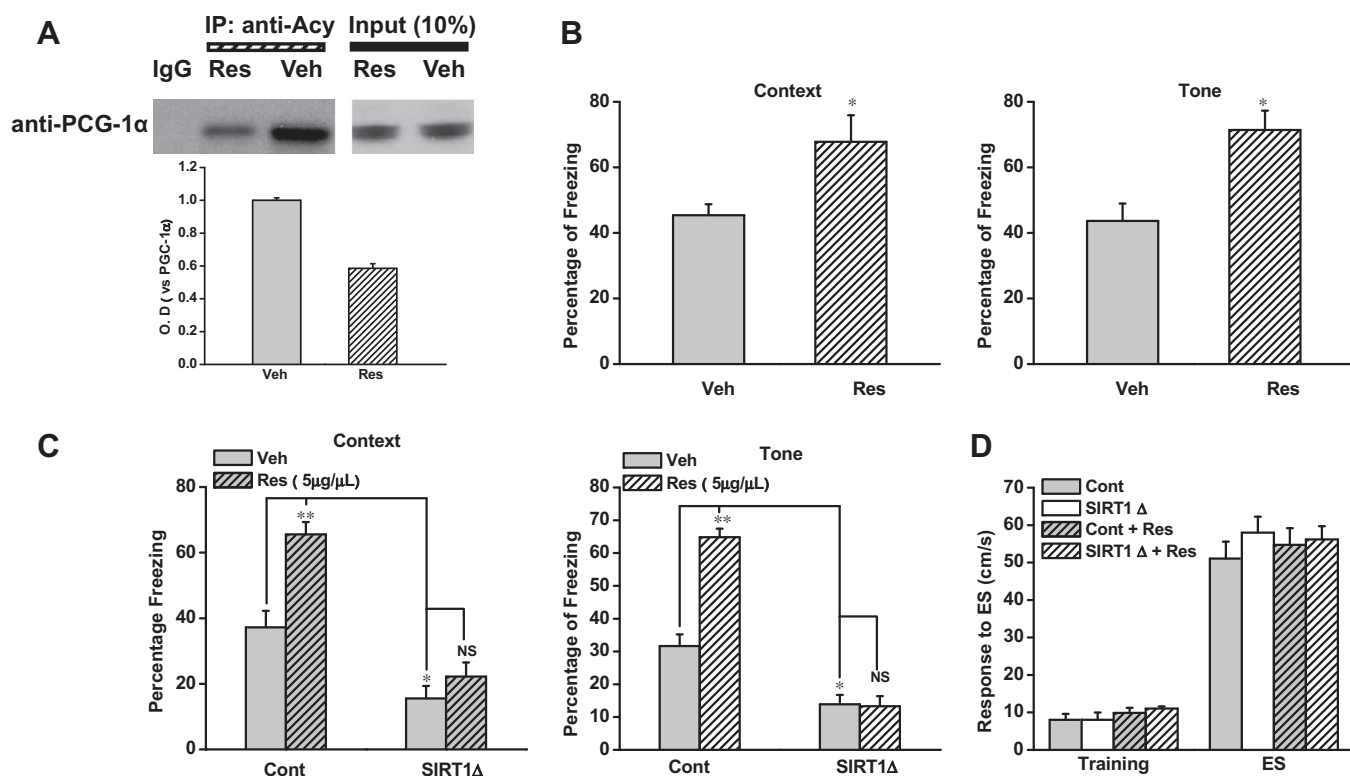 A
IP: anti-Acy Input (10%)
IgG Res Veh Res Veh
anti-PCG-1α
O. D ( vs PGC-1α)
1.2
1.0
0.8
0.6
0.4
0.2
0.0
Veh Res
B
Context
Percentage of Freezing
80
60
40
20
0
*
Veh Res
Tone
Percentage of Freezing
80
60
40
20
0
*
Veh Res
C
Context
Veh
Res ( 5µg/µL)
Percentage Freezing
80
60
40
20
0
**
*
NS
Cont SIRT1Δ
Tone
Veh
Res ( 5µg/µL)
Percentage of Freezing
80
70
60
50
40
30
20
10
0
**
*
NS
Cont SIRT1Δ
D
Cont
SIRT1 Δ
Cont + Res
SIRT1 Δ + Res
Response to ES (cm/s)
70
60
50
40
30
20
10
0
Training ES